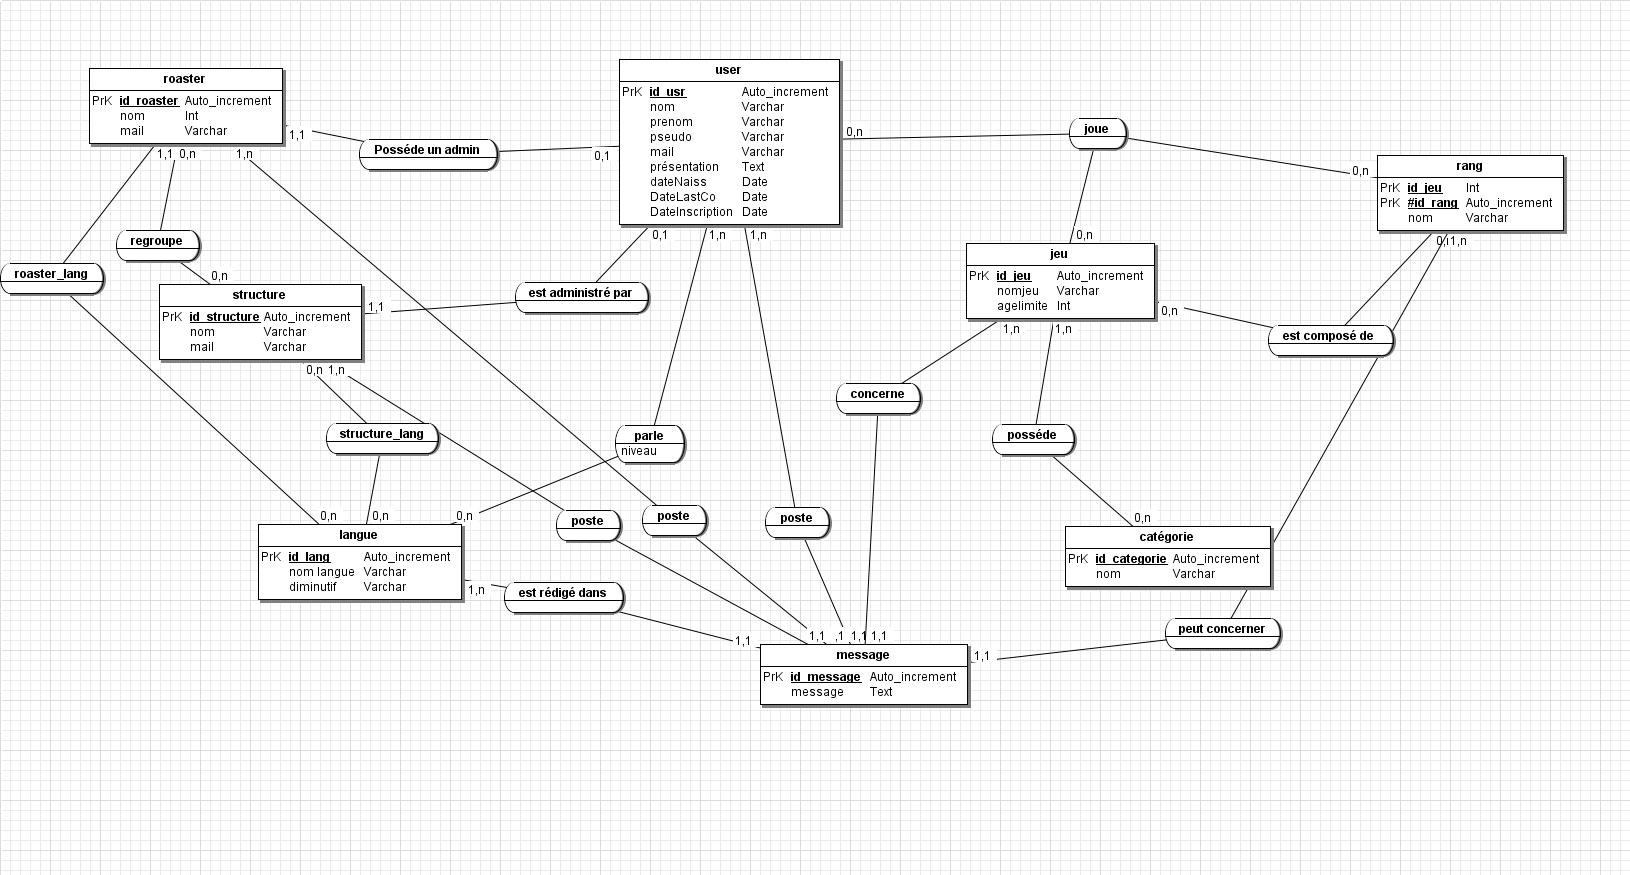 roaster
PrK id_roaster Auto_increment
nom Int
mail Varchar
1,1
1,1 0,n 1,n
Posséde un admin
0,1
user
PrK id_usr Auto_increment
nom Varchar
prenom Varchar
pseudo Varchar
mail Varchar
présentation Text
dateNaiss Date
DateLastCo Date
DateInscription Date
0,n
0,1 1,n 1,n
joue
0,n
0,n
rang
PrK id_jeu Int
PrK #id_rang Auto_increment
nom Varchar
1,n
regroupe
0,n
roaster_lang
structure
PrK id_structure Auto_increment
nom Varchar
mail Varchar
1,1
0,n 1,n
est administré par
jeu
PrK id_jeu Auto_increment
nomjeu Varchar
agelimite Int
0,n
1,n 1,n
est composé de
concerne
posséde
structure_lang
parle
niveau
0,n 0,n 0,n
langue
PrK id_lang Auto_increment
nom langue Varchar
diminutif Varchar
1,n
poste
poste
poste
0,n
catégorie
PrK id_categorie Auto_increment
nom Varchar
est rédigé dans
peut concerner
1,1
1,1 ,1 1,1 1,1
1,1
message
PrK id_message Auto_increment
message Text